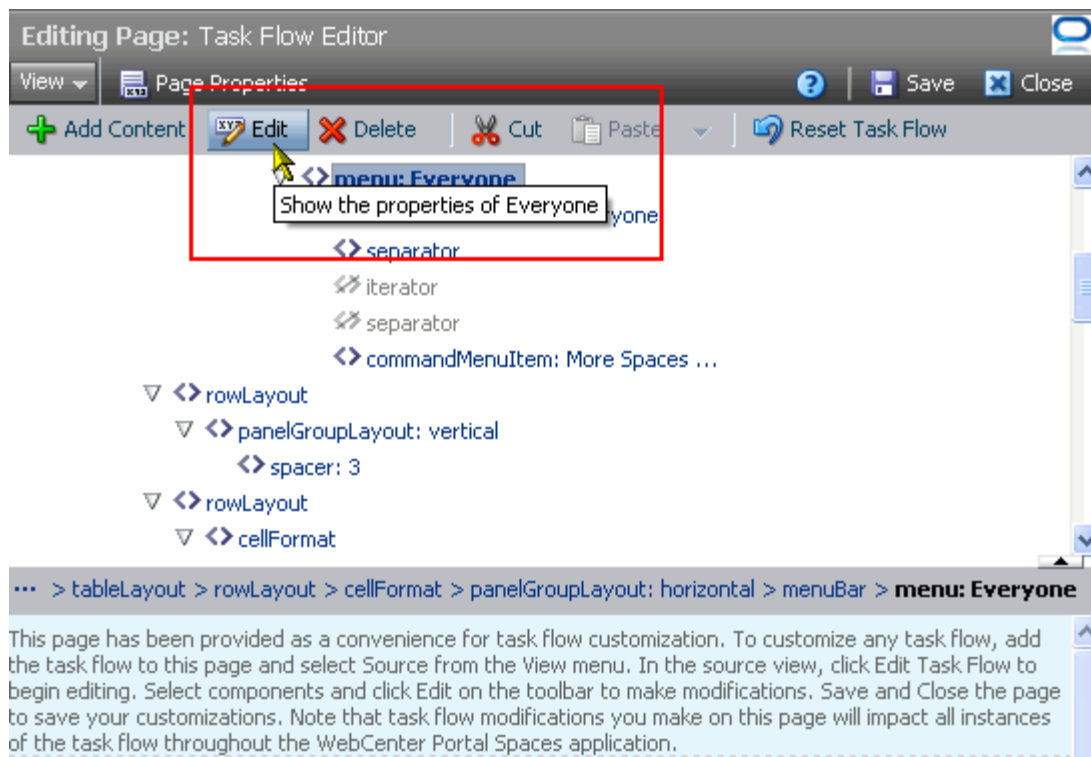 Editing Page: Task Flow Editor
View Page Properties Save Close
Add Content Edit Delete Cut Paste Reset Task Flow
menu: Everyone
Show the properties of Everyone yone
separator
iterator
separator
commandMenuItem: More Spaces ...
rowLayout
panelGroupLayout: vertical
spacer: 3
rowLayout
cellFormat
... > tableLayout > rowLayout > cellFormat > panelGroupLayout: horizontal > menuBar > menu: Everyone
This page has been provided as a convenience for task flow customization. To customize any task flow, add
the task flow to this page and select Source from the View menu. In the source view, click Edit Task Flow to
begin editing. Select components and click Edit on the toolbar to make modifications. Save and Close the page
to save your customizations. Note that task flow modifications you make on this page will impact all instances
of the task flow throughout the WebCenter Portal Spaces application.